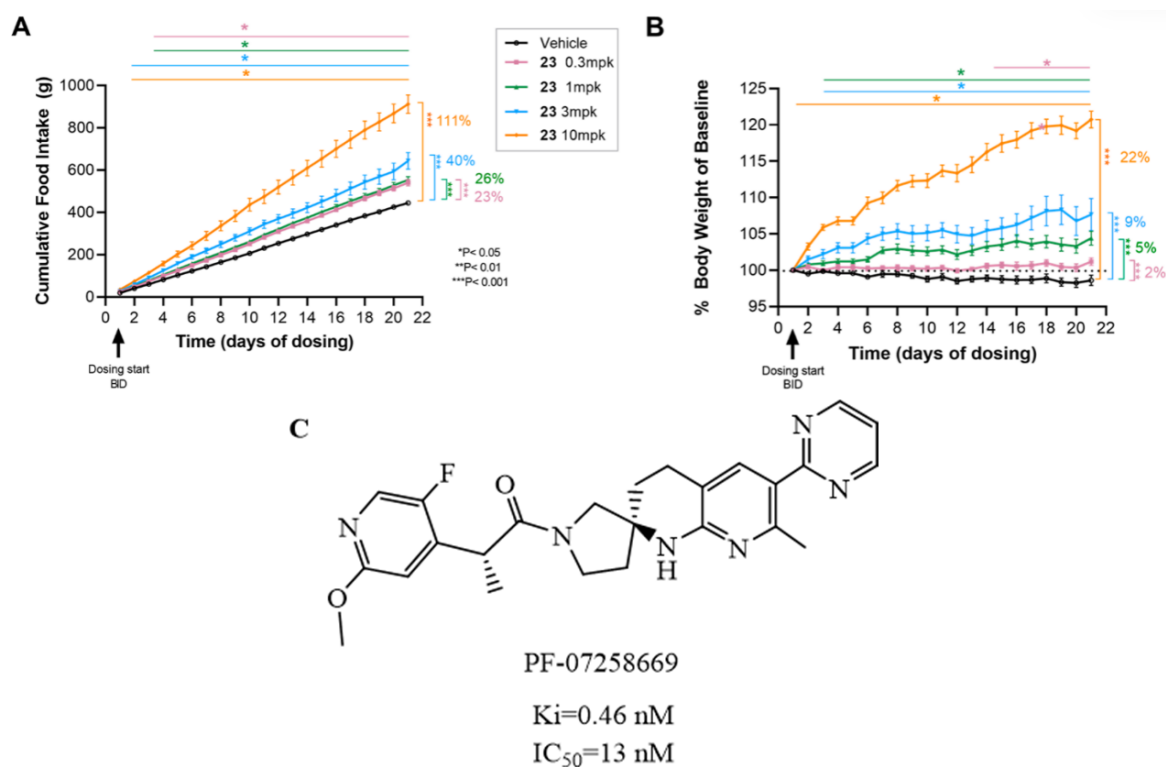 A
Cumulative Food Intake (g)
1000
800
600
400
200
0
*
*
*
*
*** 111%
*** 40%
*** 26%
*** 23%
*P< 0.05
**P< 0.01
***P< 0.001
0 2 4 6 8 10 12 14 16 18 20 22
Time (days of dosing)
Dosing start
BID
Vehicle
23 0.3mpk
23 1mpk
23 3mpk
23 10mpk
B
% Body Weight of Baseline
125
120
115
110
105
100
95
*
*
*
*
*** 22%
*** 9%
*** 5%
*** 2%
0 2 4 6 8 10 12 14 16 18 20 22
Time (days of dosing)
Dosing start
BID
C
N
F
O
O
N
N
H
N
N
N
PF-07258669
Ki=0.46 nM
IC50=13 nM